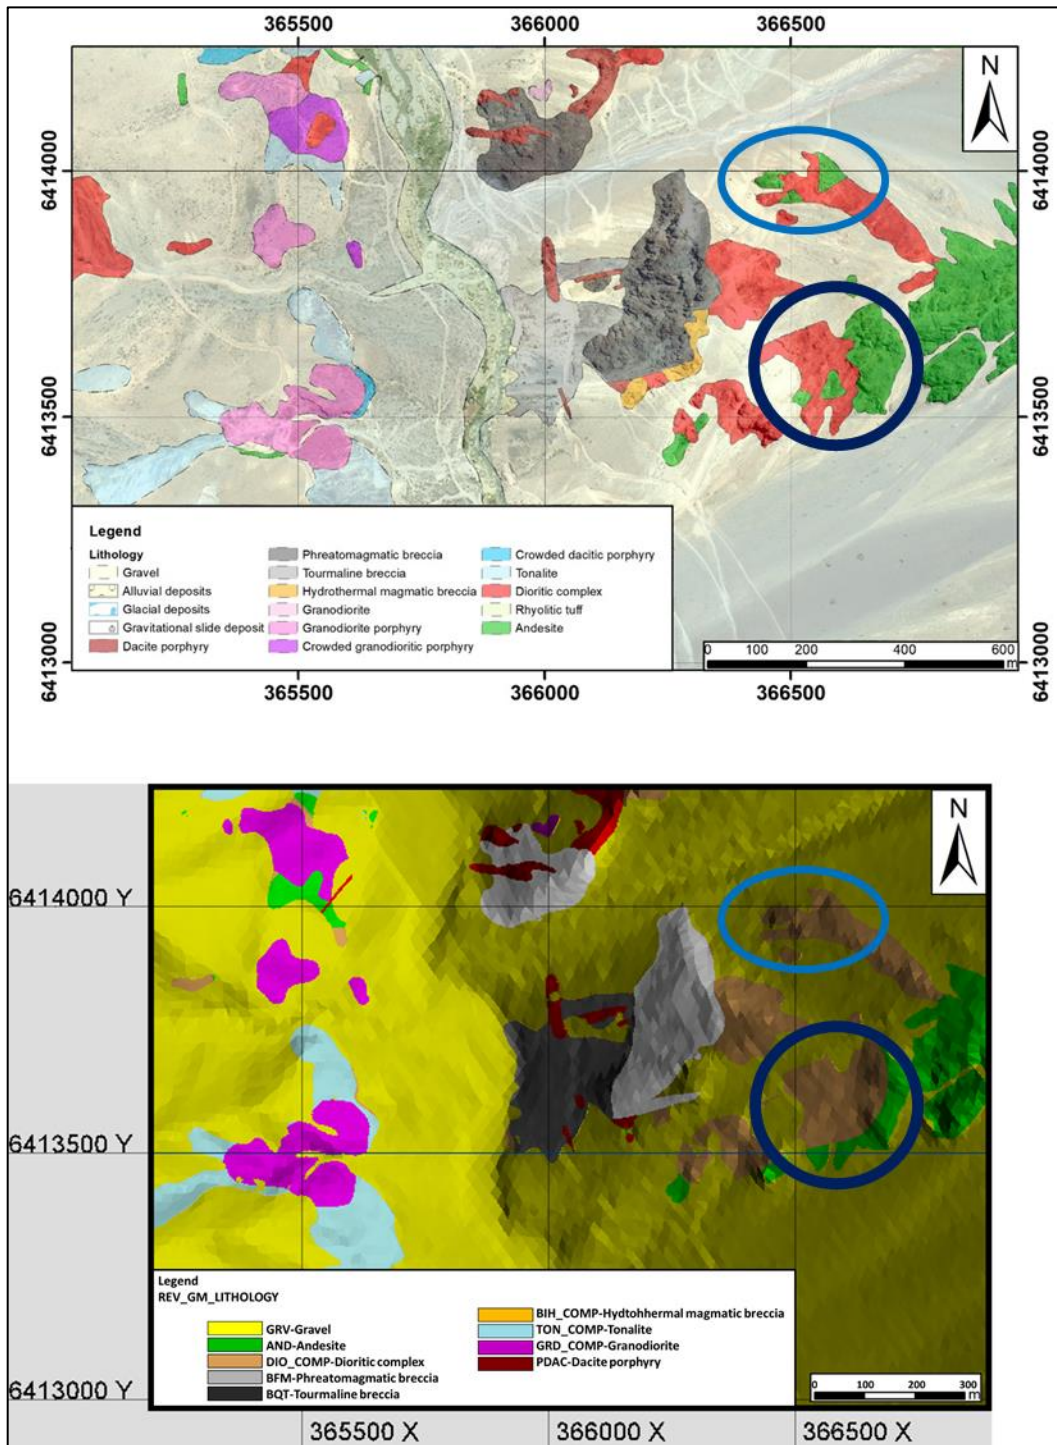 365500 366000 366500
N
6414000 6414000
6413500 6413500
6413000 6413000
Legend
Lithology
Gravel
Alluvial deposits
Glacial deposits
Gravitational slide deposit
Dacite porphyry
Phreatomagmatic breccia
Tourmaline breccia
Hydrothermal magmatic breccia
Granodiorite
Granodiorite porphyry
Crowded granodioritic porphyry
Crowded dacitic porphyry
Tonalite
Dioritic complex
Rhyolitic tuff
Andesite
0 100 200 400 600
m
365500 366000 366500
N
6414000 Y
6413500 Y
6413000 Y
Legend
REV_GM_LITHOLOGY
GRV-Gravel
AND-Andesite
DIO_COMP-Dioritic complex
BFM-Phreatomagmatic breccia
BQT-Tourmaline breccia
BIH_COMP-Hydtohhermal magmatic breccia
TON_COMP-Tonalite
GRD_COMP-Granodiorite
PDAC-Dacite porphyry
0 100 200 300
m
365500 X 366000 X 366500 X